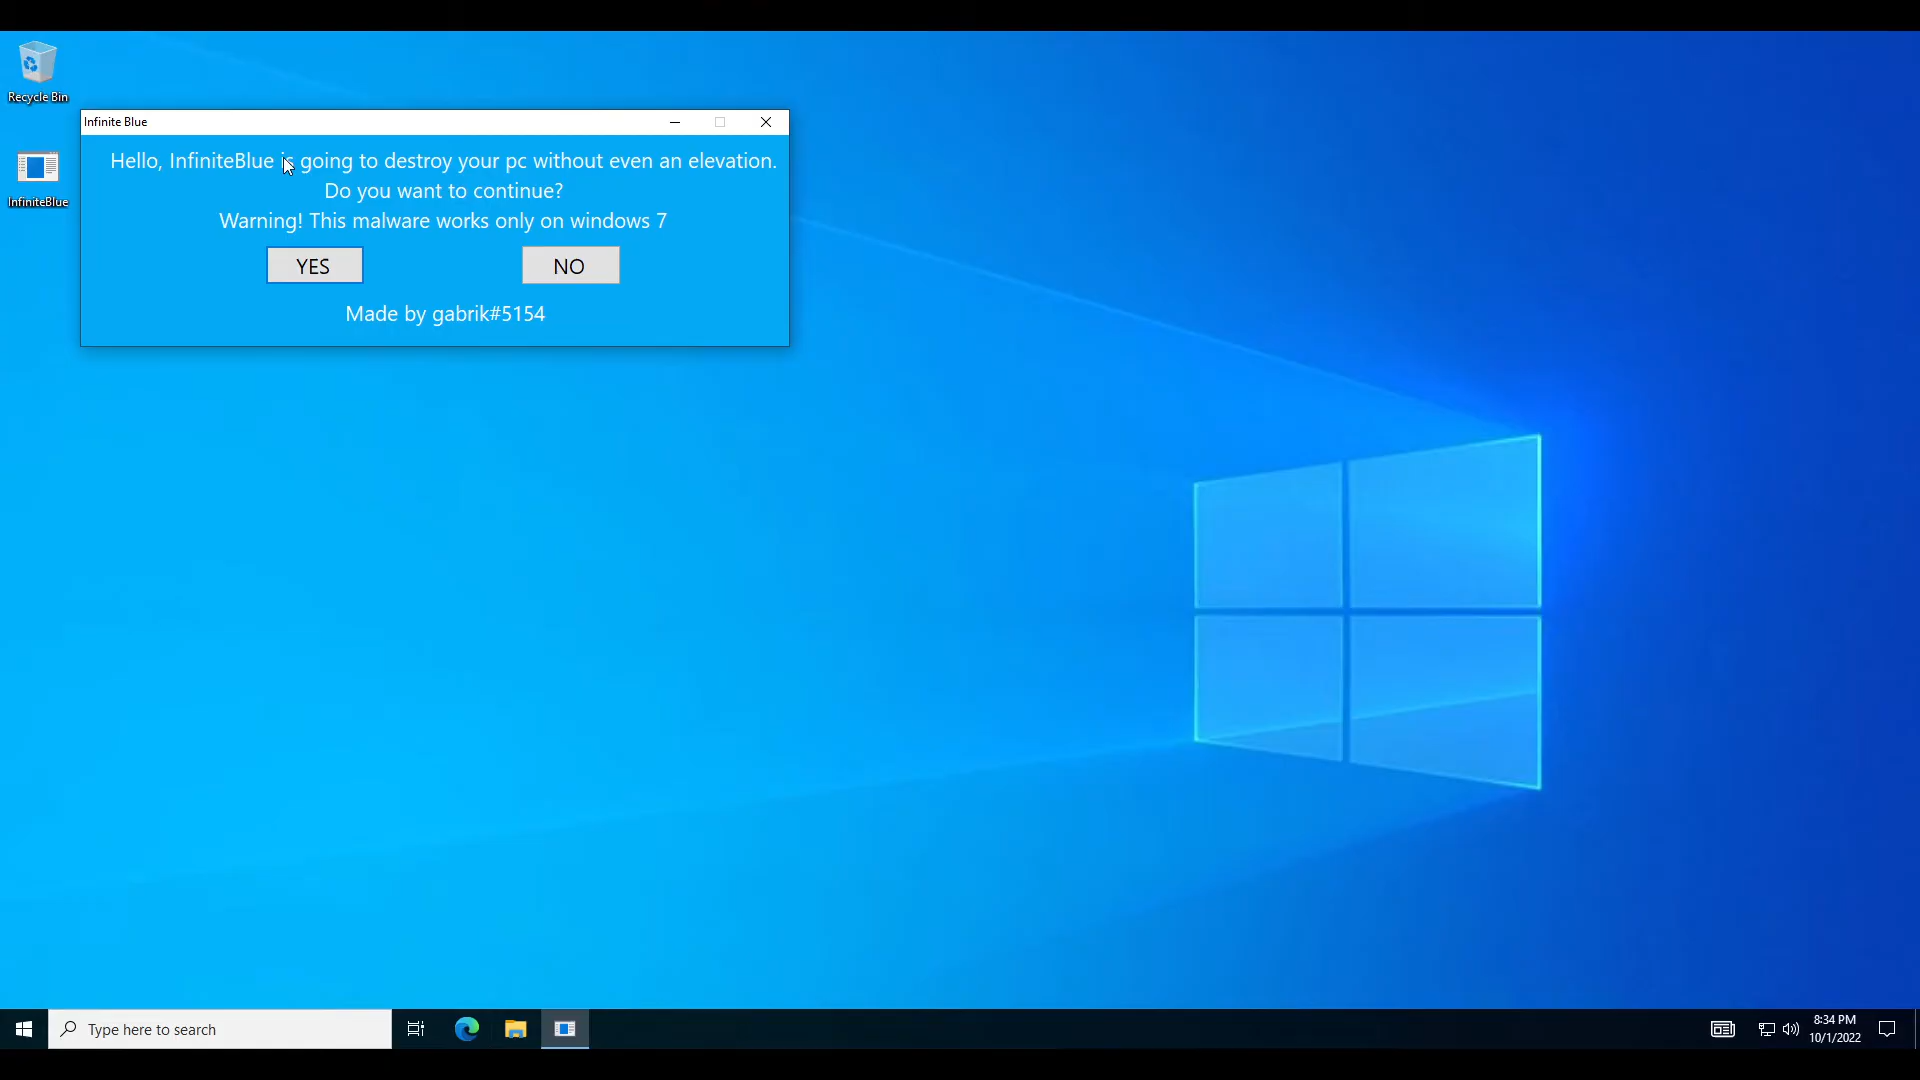 Recycle Bin
InfiniteBlue
Infinite Blue
Hello, InfiniteBlue is going to destroy your pc without even an elevation.
Do you want to continue?
Warning! This malware works only on windows 7
YES
NO
Made by gabrik#5154
Type here to search
8:34 PM
10/1/2022